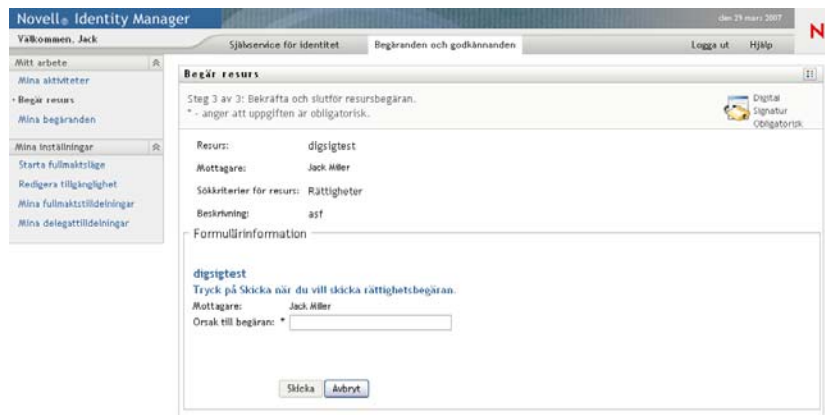 Novell® Identity Manager
den 29 mars 2007
N
Välkommen, Jack
Självservice för identitet
Begäranden och godkännanden
Logga ut
Hjälp
Mitt arbete
Mina aktiviteter
Begär resurs
Mina begäranden
Mina inställningar
Starta fullmaktsläge
Redigera tillgänglighet
Mina fullmaktstilldelningar
Mina delegattilldelningar
Begär resurs
Steg 3 av 3: Bekräfta och slutför resursbegäran.
* - anger att uppgiften är obligatorisk.
Digital
Signatur
Obligatorisk
Resurs: digsigtest
Mottagare: Jack Miller
Sökkriterier för resurs: Rättigheter
Beskrivning: asf
Formulärinformation
digsigtest
Tryck på Skicka när du vill skicka rättighetsbegäran.
Mottagare: Jack Miller
Orsak till begäran: *
Skicka
Avbryt